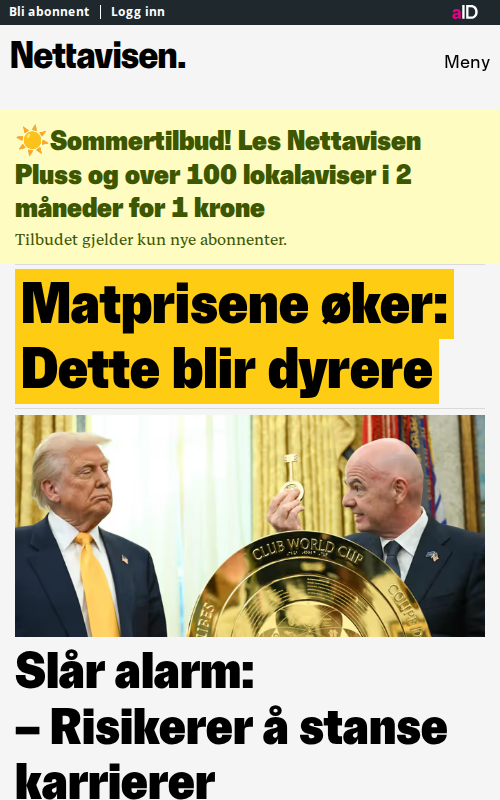 Bli abonnent
Logg inn
aID
Nettavisen.
Meny
☀️Sommertilbud! Les Nettavisen
Pluss og over 100 lokalaviser i 2
måneder for 1 krone
Tilbudet gjelder kun nye abonnenter.
Matprisene øker:
Dette blir dyrere
CLUB WORLD CUP
Slår alarm:
– Risikerer å stanse
karrierer